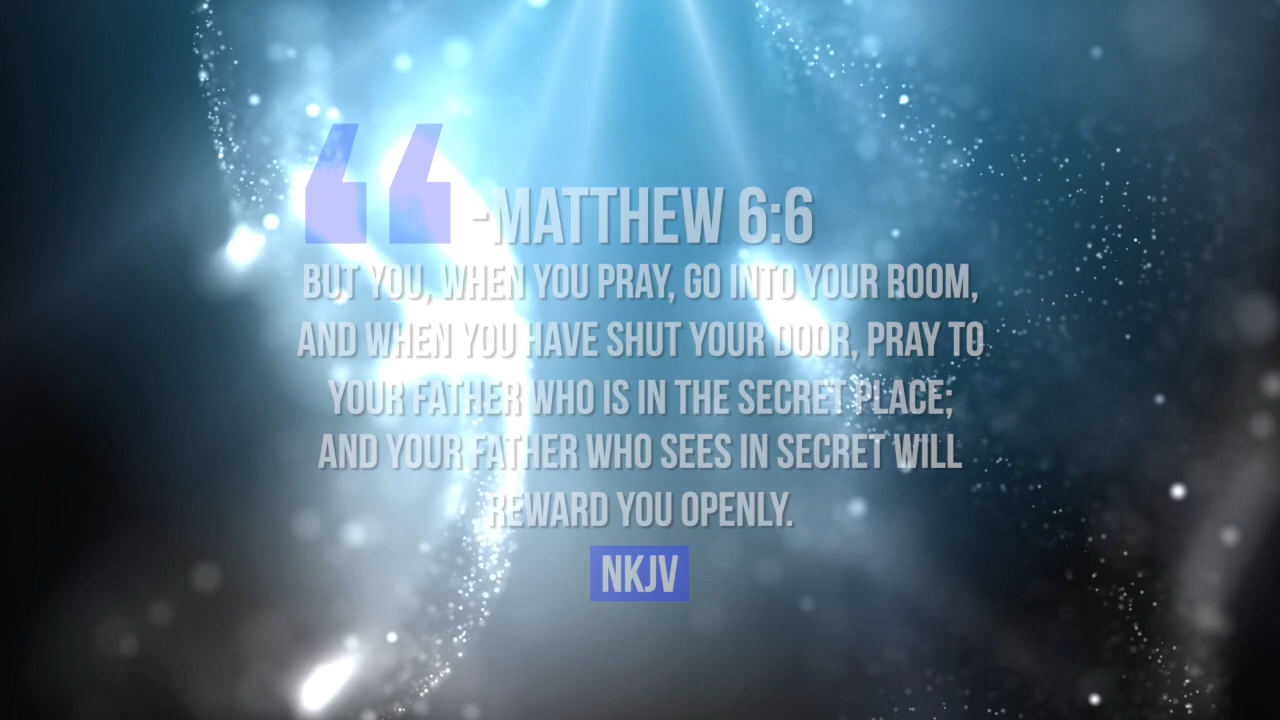 “
-MATTHEW 6:6
BUT YOU, WHEN YOU PRAY, GO INTO YOUR ROOM,
AND WHEN YOU HAVE SHUT YOUR DOOR, PRAY TO
YOUR FATHER WHO IS IN THE SECRET PLACE;
AND YOUR FATHER WHO SEES IN SECRET WILL
REWARD YOU OPENLY.
NKJV